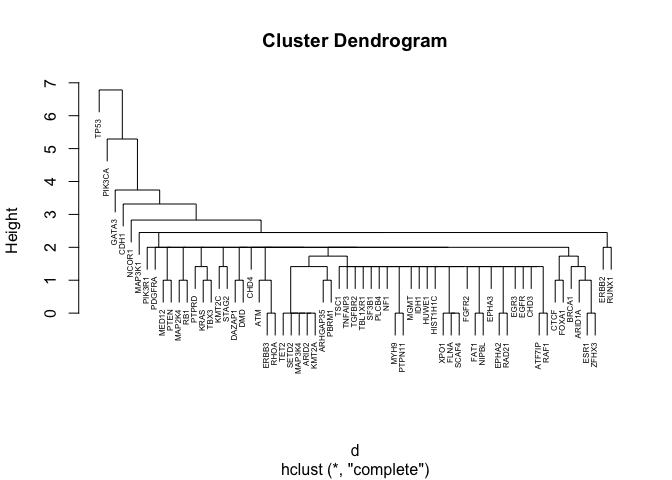 Cluster Dendrogram
Height
7
6
5
4
3
2
1
0
TP53
PIK3CA
GATA3
CDH1
NCOR1
MAP3K1
PIK3R1
PDGFRA
MED12
PTEN
MAP2K4
RB1
PTPRD
KRAS
TBX3
KMT2C
STAG2
DAZAP1
DMD
CHD4
ATM
ERBB3
RHOA
TET2
SETD2
MAP3K4
ARID2
KMT2A
ARHGAP35
PBRM1
TSC1
TNFAIP3
TGFBR2
TBL1XR1
SF3B1
PLCB4
NF1
MYH9
PTPN11
MGMT
IDH1
HUWE1
HIST1H1C
XPO1
FLNA
SCAF4
FGFR2
FAT1
NIPBL
EPHA3
EPHA2
RAD21
EGR3
EGFR
CHD3
ATF7IP
RAF1
CTCF
FOXA1
BRCA1
ARID1A
ESR1
ZFHX3
ERBB2
RUNX1
d
hclust (*, "complete")